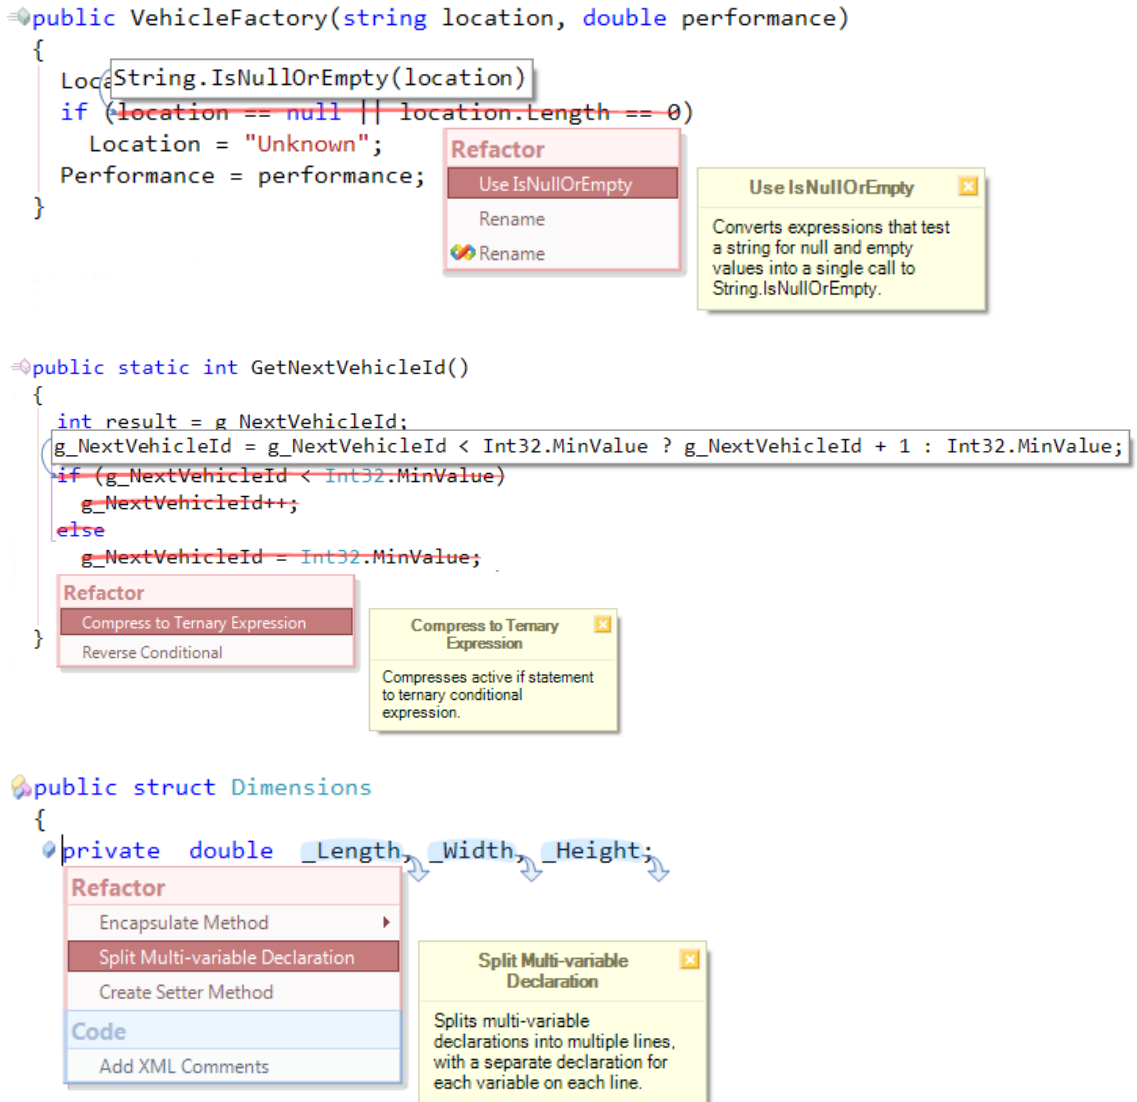 public VehicleFactory(string location, double performance)
{
Loca
String.IsNullOrEmpty(location)
if (location == null || location.Length == 0)
Location = "Unknown";
Performance = performance;
}
Refactor
Use IsNullOrEmpty
Rename
Rename
Use IsNullOrEmpty
Converts expressions that test
a string for null and empty
values into a single call to
String.IsNullOrEmpty.
public static int GetNextVehicleId()
{
int result = g_NextVehicleId;
g_NextVehicleId = g_NextVehicleId < Int32.MinValue ? g_NextVehicleId + 1 : Int32.MinValue;
if (g_NextVehicleId < Int32.MinValue)
g_NextVehicleId++;
else
g_NextVehicleId = Int32.MinValue;
}
Refactor
Compress to Ternary Expression
Reverse Conditional
Compress to Ternary
Expression
Compresses active if statement
to ternary conditional
expression.
public struct Dimensions
{
private double _Length, _Width, _Height;
Refactor
Encapsulate Method
Split Multi-variable Declaration
Create Setter Method
Code
Add XML Comments
Split Multi-variable
Declaration
Splits multi-variable
declarations into multiple lines,
with a separate declaration for
each variable on each line.